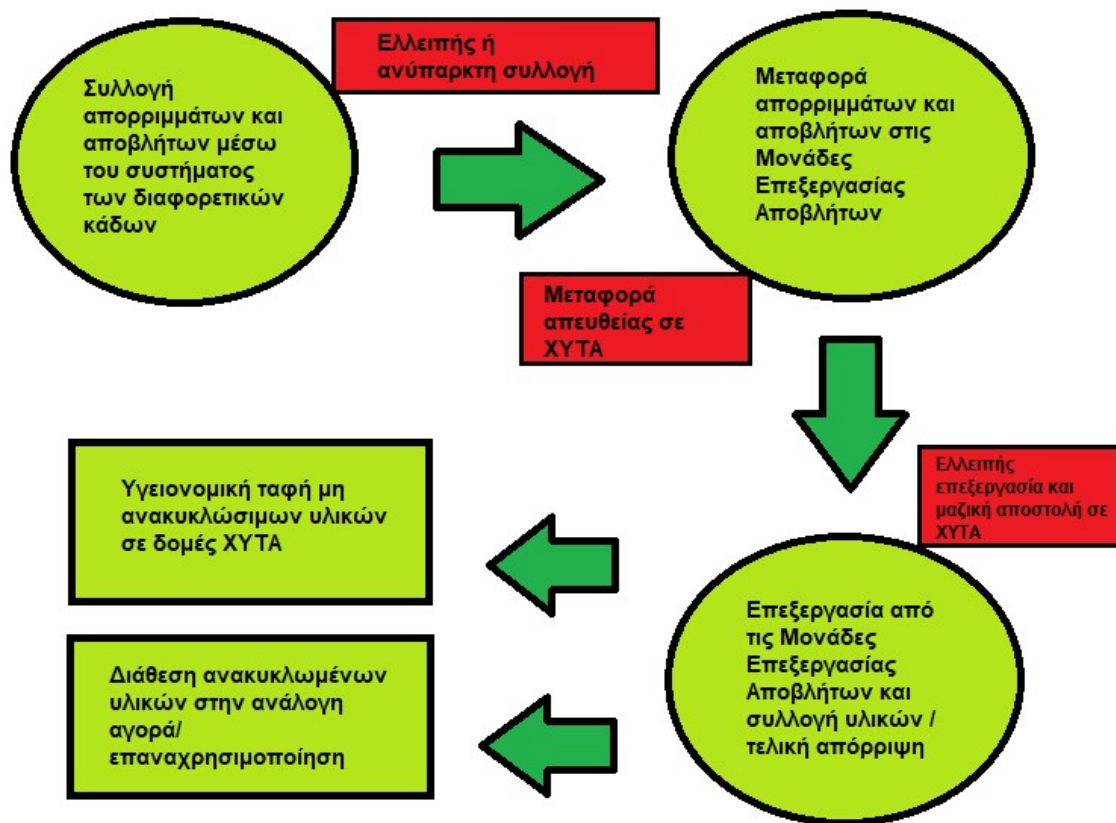 Συλλογή
απορριμμάτων και
αποβλήτων μέσω
του συστήματος
των διαφορετικών
κάδων
Ελλειπής ή
ανύπαρκτη συλλογή
Μεταφορά
απορριμμάτων και
αποβλήτων στις
Μονάδες
Επεξεργασίας
Αποβλήτων
Μεταφορά
απευθείας σε
ΧΥΤΑ
Ελλειπής
επεξεργασία και
μαζική αποστολή σε
ΧΥΤΑ
Επεξεργασία από
τις Μονάδες
Επεξεργασίας
Αποβλήτων και
συλλογή υλικών /
τελική απόρριψη
Υγειονομική ταφή μη
ανακυκλώσιμων υλικών
σε δομές ΧΥΤΑ
Διάθεση ανακυκλωμένων
υλικών στην ανάλογη
αγορά/
επαναχρησιμοποίηση